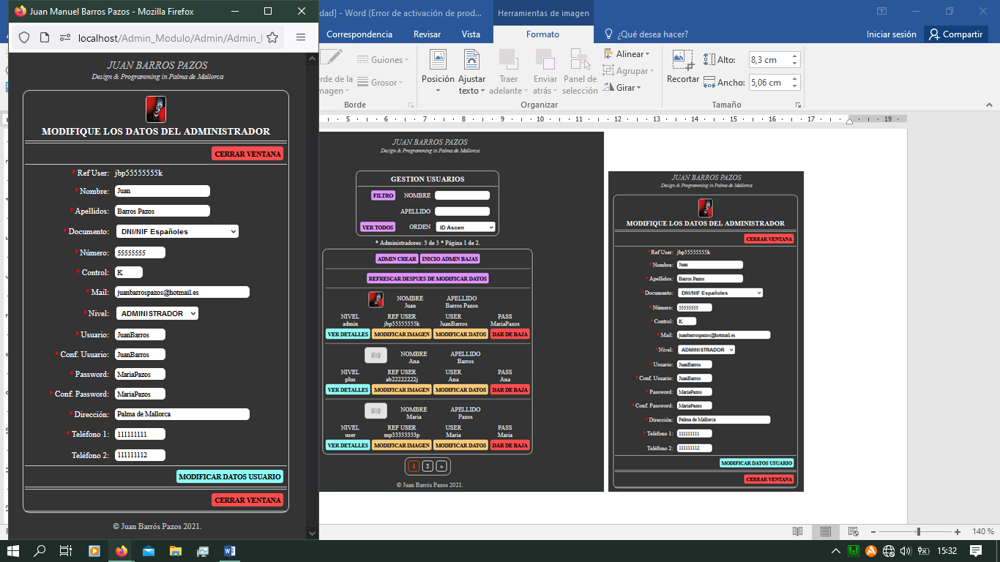 Juan Manuel Barros Pazos - Mozilla Firefox
localhost/Admin_Modulo/Admin/Admin_
JUAN BARROS PAZOS
Design & Programming in Palma de Mallorca
MODIFIQUE LOS DATOS DEL ADMINISTRADOR
CERRAR VENTANA
* Ref User: jbp55555555k
* Nombre: Juan
* Apellidos: Barros Pazos
* Documento: DNI/NIF Españoles
* Número: 55555555
* Control: K
* Mail: juanbarrospazos@hotmail.es
* Nivel: ADMINISTRADOR
* Usuario: JuanBarros
* Conf. Usuario: JuanBarros
* Password: MariaPazos
* Conf. Password: MariaPazos
* Dirección: Palma de Mallorca
* Teléfono 1: 111111111
Teléfono 2: 111111112
MODIFICAR DATOS USUARIO
CERRAR VENTANA
© Juan Barrós Pazos 2021.
dad] - Word (Error de activación de prod... Herramientas de imagen
Correspondencia Revisar Vista Formato ¿Qué desea hacer? Iniciar sesión Compartir
rde de la
magen
Guiones
Grosor
Borde
Posición
Ajustar
texto
Traer
adelante
Enviar
atrás
Panel de
selección
Alinear
Agrupar
Girar
Organizar
Recortar
Alto: 8,3 cm
Ancho: 5,06 cm
Tamaño
5 6 7 8 9 10 11 12 13 14 15 16 17 19
JUAN BARROS PAZOS
Design & Programming in Palma de Mallorca
GESTION USUARIOS
FILTRO NOMBRE
APELLIDO
VER TODOS ORDEN ID Ascen
* Administradores: 3 de 5 * Página 1 de 2.
ADMIN CREAR INICIO ADMIN BAJAS
REFRESCAR DESPUES DE MODIFICAR DATOS
NOMBRE APELLIDO
Juan Barros Pazos
NIVEL REF USER USER PASS
admin jbp55555555k JuanBarros MariaPazos
VER DETALLES MODIFICAR IMAGEN MODIFICAR DATOS DAR DE BAJA
NOMBRE APELLIDO
Ana Barros
NIVEL REF USER USER PASS
plus ab22222222j Ana Ana
VER DETALLES MODIFICAR IMAGEN MODIFICAR DATOS DAR DE BAJA
NOMBRE APELLIDO
Maria Pazos
NIVEL REF USER USER PASS
user mp33333333p Maria Maria
VER DETALLES MODIFICAR IMAGEN MODIFICAR DATOS DAR DE BAJA
1 2 »
© Juan Barrós Pazos 2021.
JUAN BARROS PAZOS
Design & Programming in Palma de Mallorca
MODIFIQUE LOS DATOS DEL ADMINISTRADOR
CERRAR VENTANA
* Ref User: jbp55555555k
* Nombre: Juan
* Apellidos: Barros Pazos
* Documento: DNI/NIF Españoles
* Número: 55555555
* Control: K
* Mail: juanbarrospazos@hotmail.es
* Nivel: ADMINISTRADOR
* Usuario: JuanBarros
* Conf. Usuario: JuanBarros
* Password: MariaPazos
* Conf. Password: MariaPazos
* Dirección: Palma de Mallorca
* Teléfono 1: 111111111
Teléfono 2: 111111112
MODIFICAR DATOS USUARIO
CERRAR VENTANA
140 %
15:32